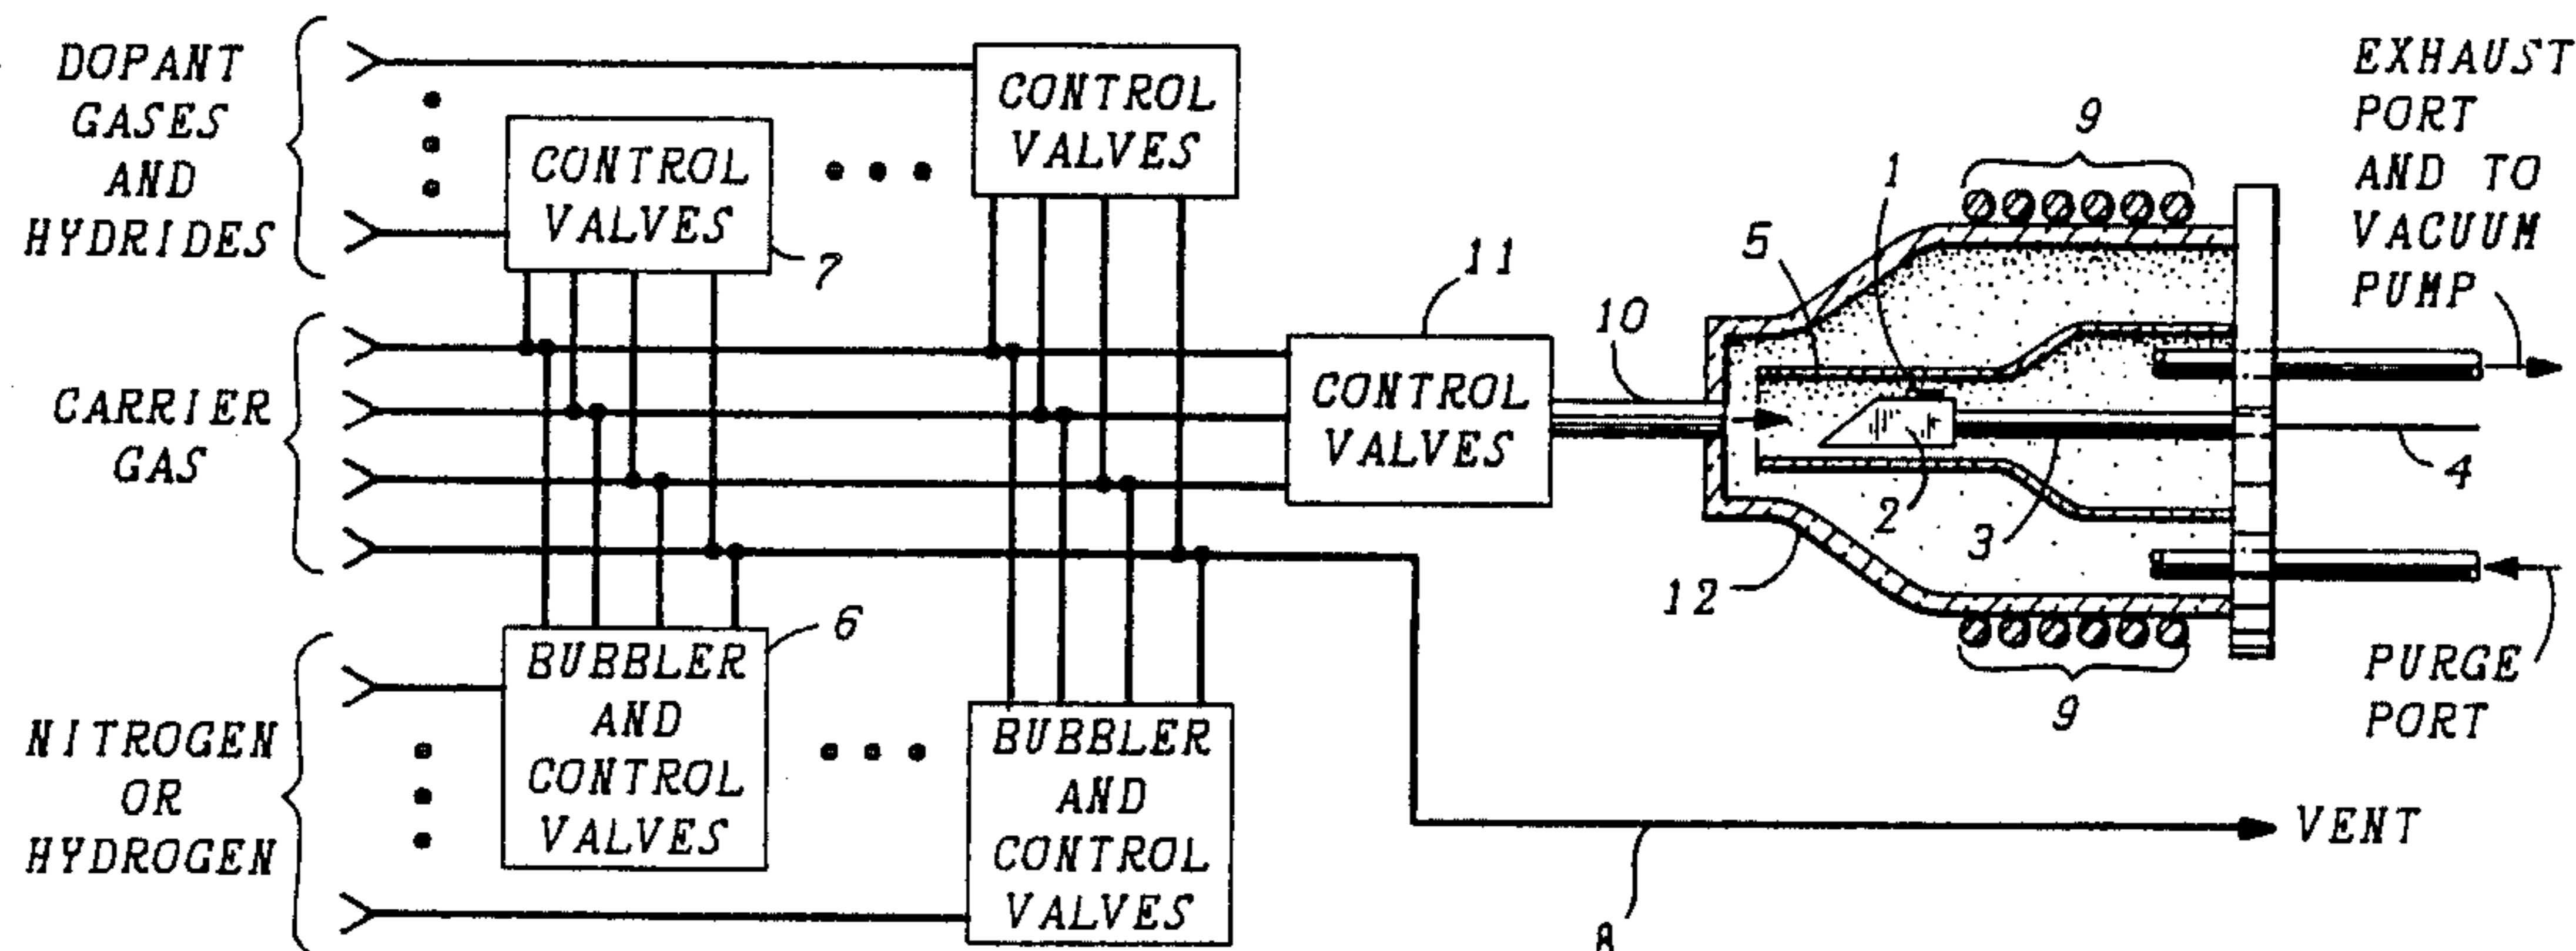 DOPANT
GASES
AND
HYDRIDES
CARRIER
GAS
NITROGEN
OR
HYDROGEN
CONTROL
VALVES
7
CONTROL
VALVES
BUBBLER
AND
CONTROL
VALVES
6
BUBBLER
AND
CONTROL
VALVES
CONTROL
VALVES
11
10
5
1
9
2
3
4
12
9
8
EXHAUST
PORT
AND TO
VACUUM
PUMP
PURGE
PORT
VENT